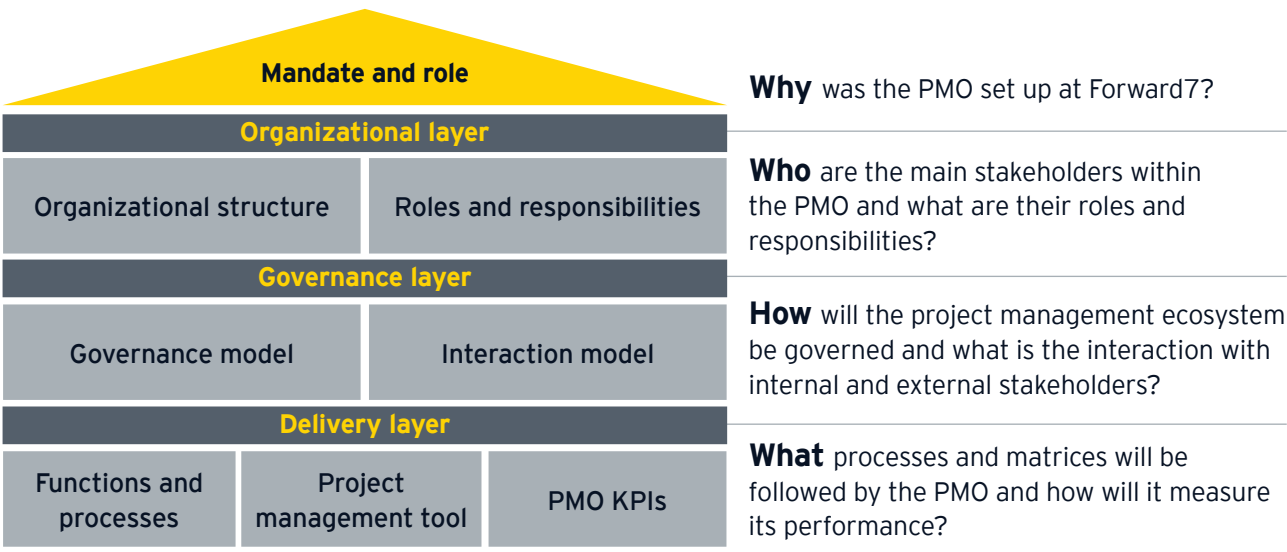 Mandate and role
Why was the PMO set up at Forward7?
Organizational layer
Organizational structure
Roles and responsibilities
Who are the main stakeholders within
the PMO and what are their roles and
responsibilities?
Governance layer
Governance model
Interaction model
How will the project management ecosystem
be governed and what is the interaction with
internal and external stakeholders?
Delivery layer
Functions and
processes
Project
management tool
PMO KPIs
What processes and matrices will be
followed by the PMO and how will it measure
its performance?